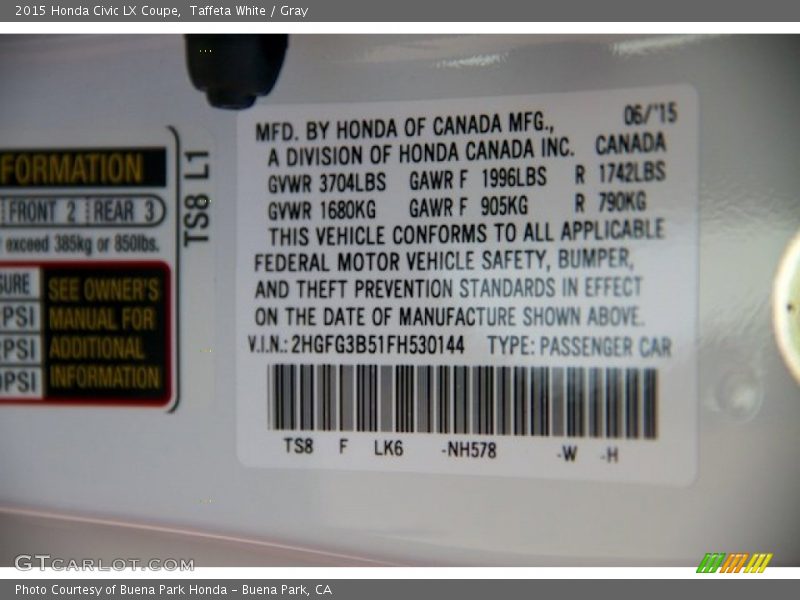 2015 Honda Civic LX Coupe, Taffeta White / Gray
FORMATION
FRONT 2 REAR 3
exceed 385kg or 850lbs.
SURE
PSI
PSI
PSI
SEE OWNER'S
MANUAL FOR
ADDITIONAL
INFORMATION
TS8 L1
06/'15
MFD. BY HONDA OF CANADA MFG.,
A DIVISION OF HONDA CANADA INC. CANADA
GVWR 3704LBS GAWR F 1996LBS R 1742LBS
GVWR 1680KG GAWR F 905KG R 790KG
THIS VEHICLE CONFORMS TO ALL APPLICABLE
FEDERAL MOTOR VEHICLE SAFETY, BUMPER,
AND THEFT PREVENTION STANDARDS IN EFFECT
ON THE DATE OF MANUFACTURE SHOWN ABOVE.
V.I.N.: 2HGFG3B51FH530144 TYPE: PASSENGER CAR
TS8 F LK6 -NH578 -W -H
GTCARLOT.COM
Photo Courtesy of Buena Park Honda - Buena Park, CA